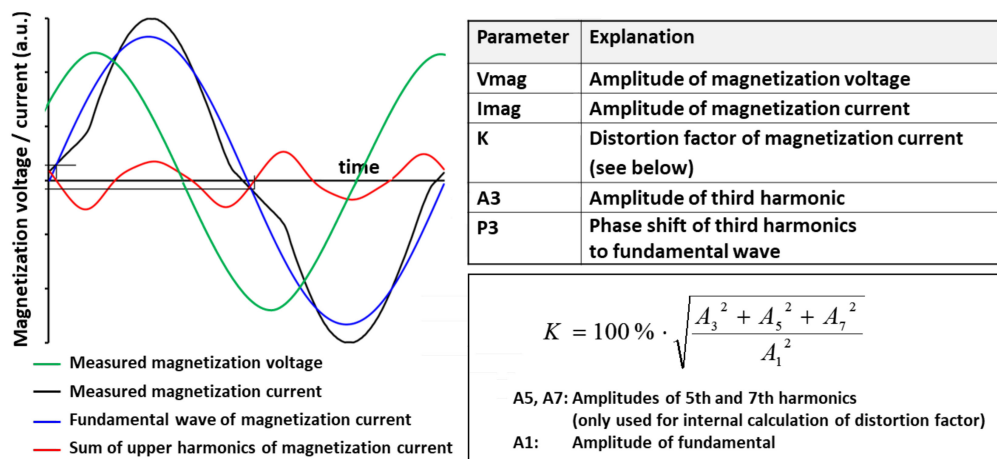 Magnetization voltage / current (a.u.)
time
Measured magnetization voltage
Measured magnetization current
Fundamental wave of magnetization current
Sum of upper harmonics of magnetization current
Parameter Explanation
Vmag Amplitude of magnetization voltage
Imag Amplitude of magnetization current
K Distortion factor of magnetization current
(see below)
A3 Amplitude of third harmonic
P3 Phase shift of third harmonics
to fundamental wave
K = 100 % · √((A₃² + A₅² + A₇²) / A₁²)
A5, A7: Amplitudes of 5th and 7th harmonics
(only used for internal calculation of distortion factor)
A1: Amplitude of fundamental